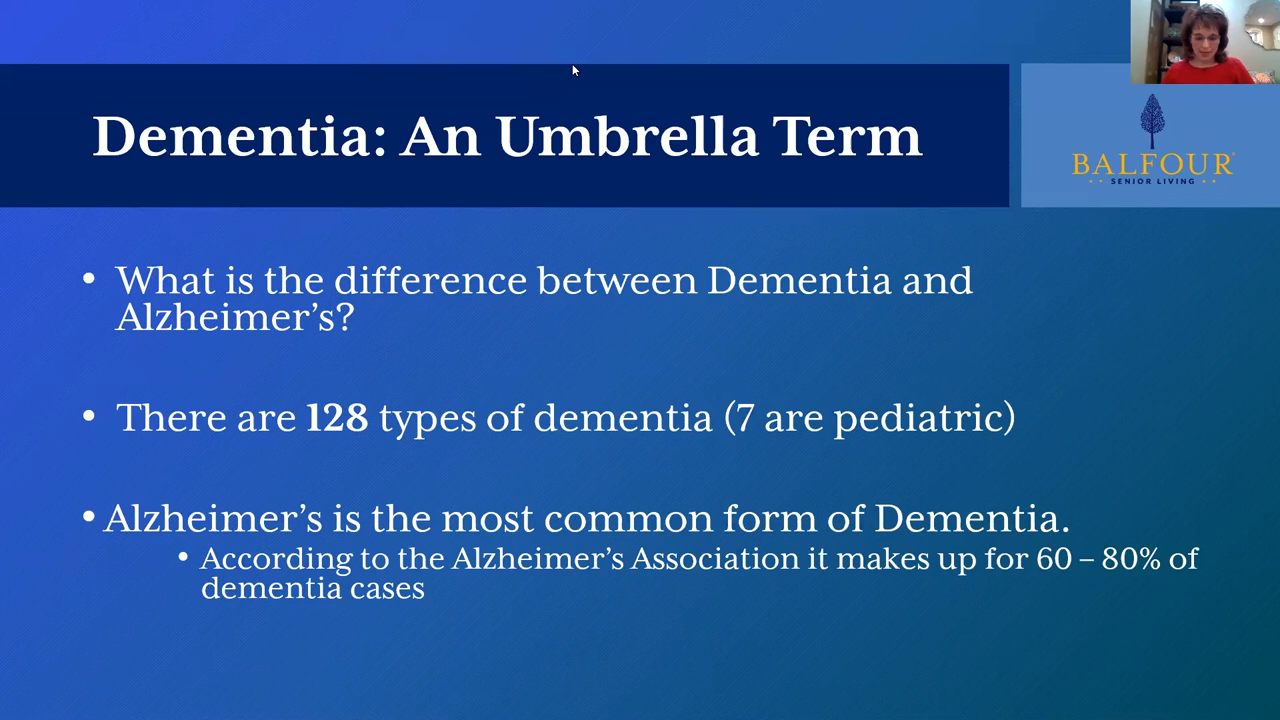 Dementia: An Umbrella Term
BALFOUR
SENIOR LIVING
• What is the difference between Dementia and
Alzheimer’s?
• There are 128 types of dementia (7 are pediatric)
• Alzheimer’s is the most common form of Dementia.
• According to the Alzheimer’s Association it makes up for 60 – 80% of
dementia cases